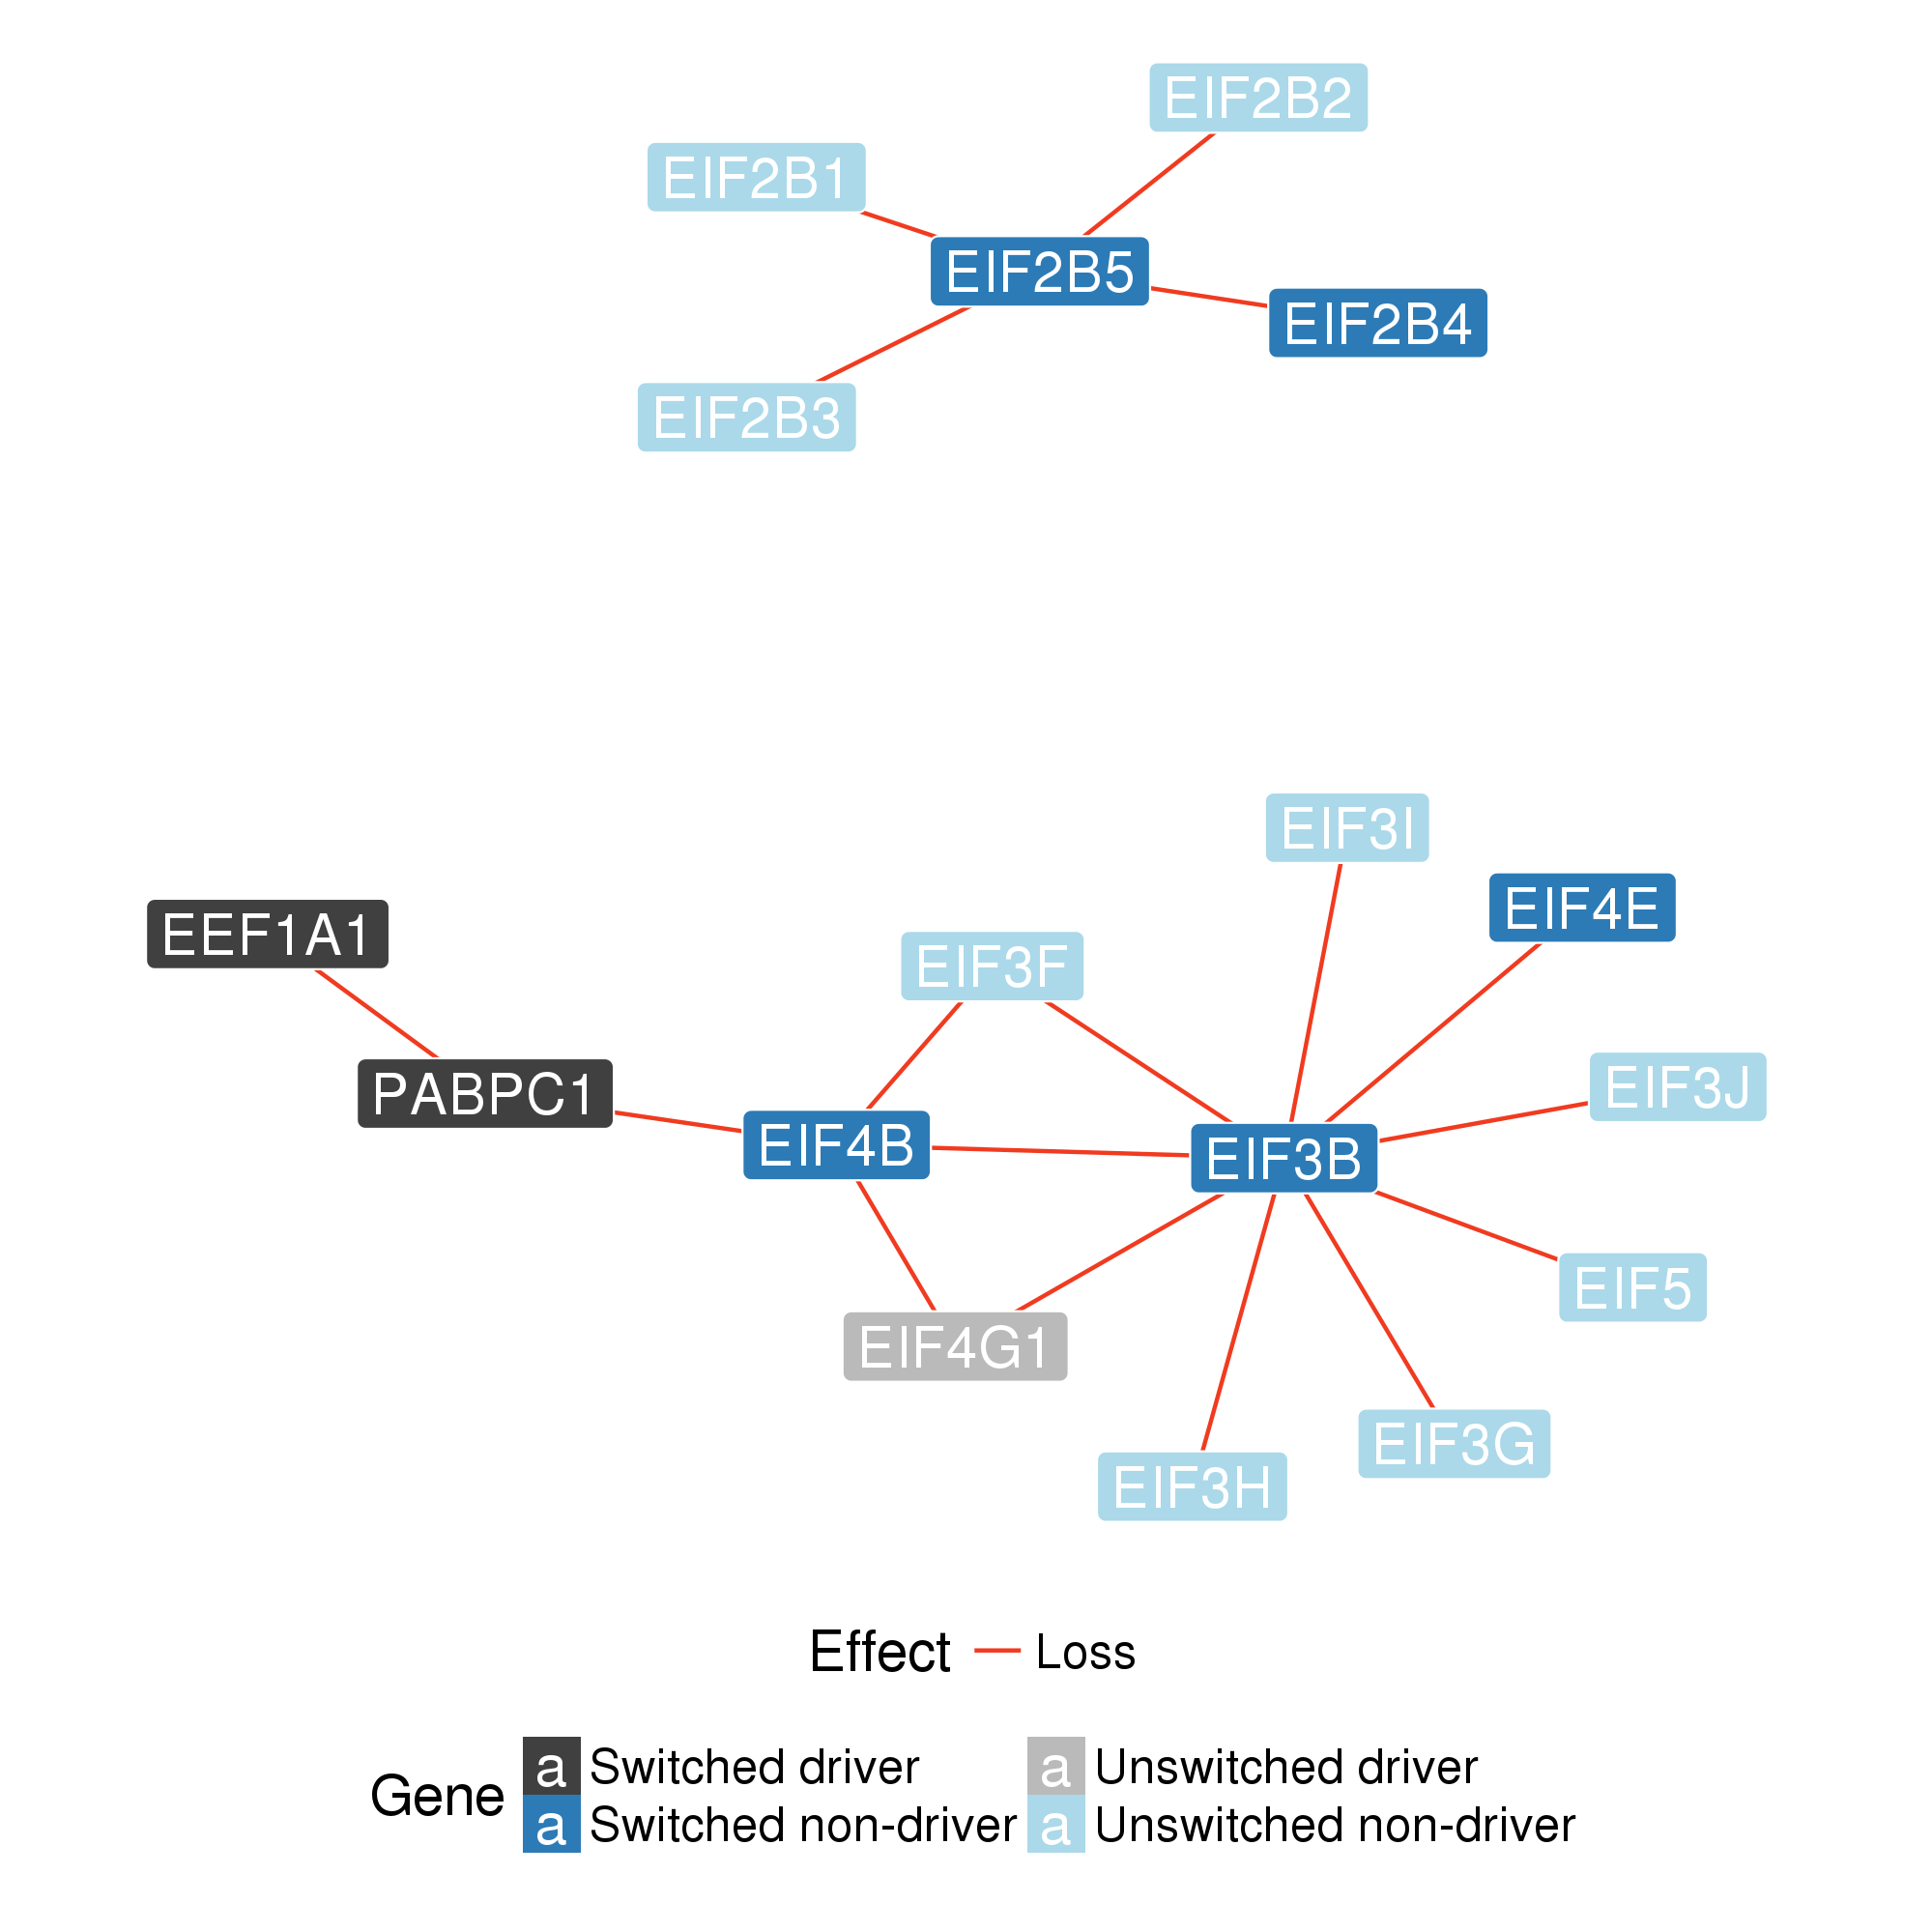 EIF2B2
EIF2B1
EIF2B5
EIF2B4
EIF2B3
EIF3I
EIF4E
EEF1A1
EIF3F
EIF3J
PABPC1
EIF4B
EIF3B
EIF5
EIF4G1
EIF3G
EIF3H
Effect Loss
Gene
a Switched driver a Unswitched driver
a Switched non-driver a Unswitched non-driver